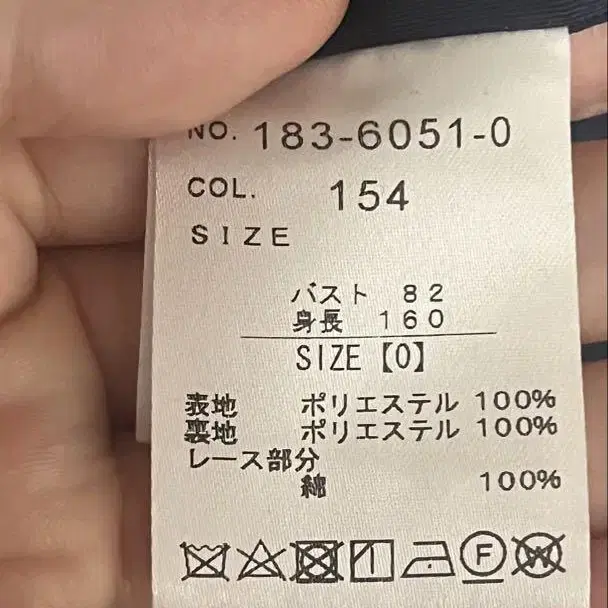 NO. 183-6051-0
COL. 154
SIZE
バスト 82
身長 160
SIZE【0】
表地 ポリエステル 100%
裏地 ポリエステル 100%
レース部分
綿 100%
F W